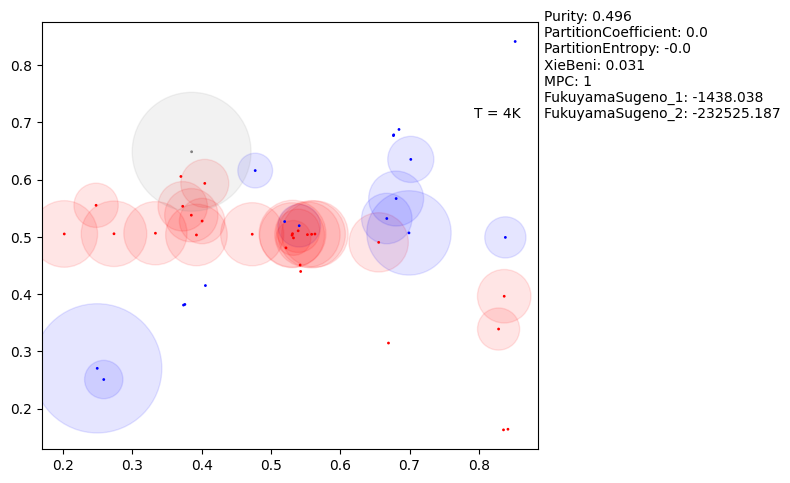 Purity: 0.496
PartitionCoefficient: 0.0
PartitionEntropy: -0.0
XieBeni: 0.031
MPC: 1
FukuyamaSugeno_1: -1438.038
FukuyamaSugeno_2: -232525.187
T = 4K
0.8
0.7
0.6
0.5
0.4
0.3
0.2
0.2 0.3 0.4 0.5 0.6 0.7 0.8